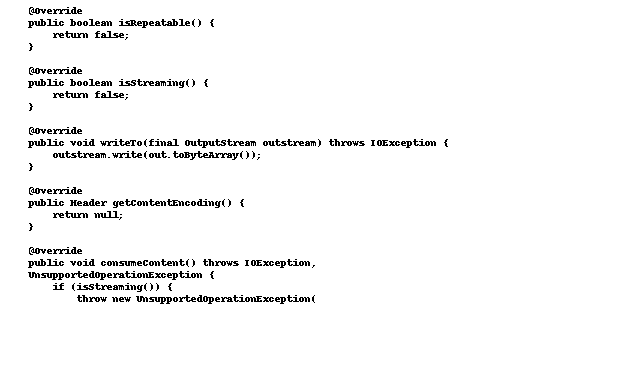 @Override
public boolean isRepeatable() {
return false;
}
@Override
public boolean isStreaming() {
return false;
}
@Override
public void writeTo(final OutputStream outstream) throws IOException {
outstream.write(out.toByteArray());
}
@Override
public Header getContentEncoding() {
return null;
}
@Override
public void consumeContent() throws IOException,
UnsupportedOperationException {
if (isStreaming()) {
throw new UnsupportedOperationException(